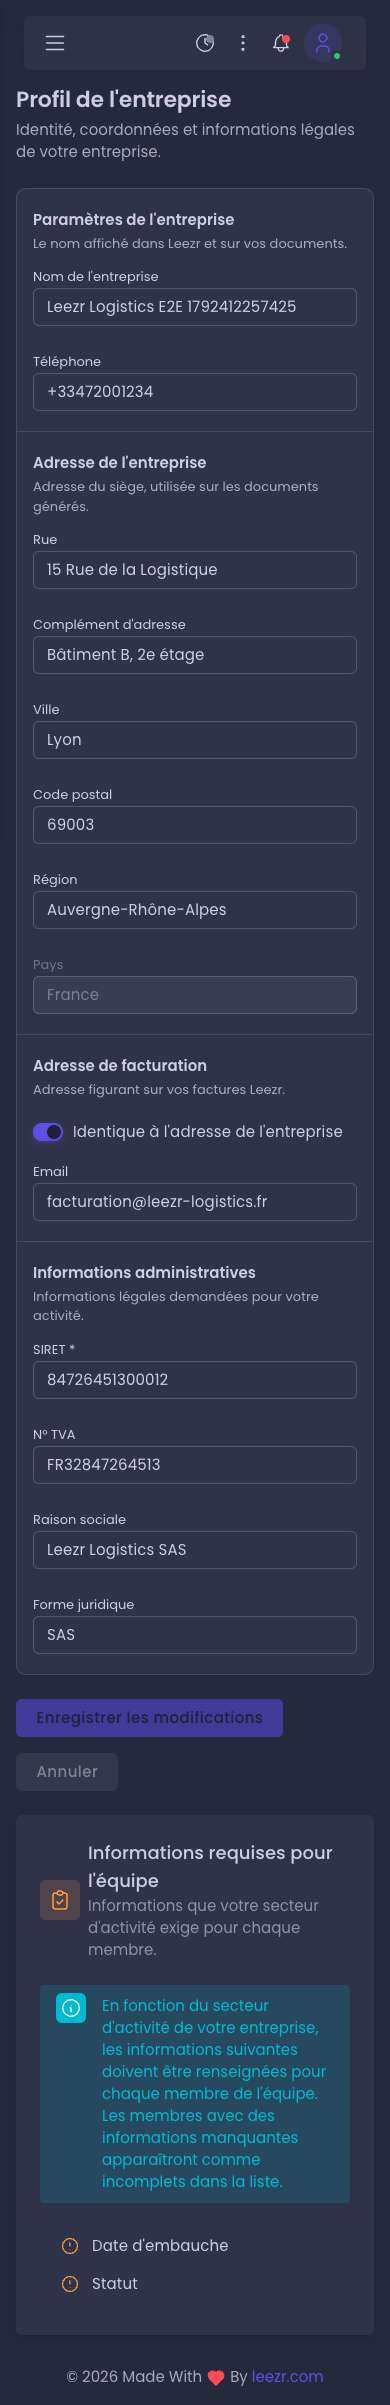 Profil de l'entreprise
Identité, coordonnées et informations légales
de votre entreprise.
Paramètres de l'entreprise
Le nom affiché dans Leezr et sur vos documents.
Nom de l'entreprise
Leezr Logistics E2E 1792412257425
Téléphone
+33472001234
Adresse de l'entreprise
Adresse du siège, utilisée sur les documents
générés.
Rue
15 Rue de la Logistique
Complément d'adresse
Bâtiment B, 2e étage
Ville
Lyon
Code postal
69003
Région
Auvergne-Rhône-Alpes
Pays
France
Adresse de facturation
Adresse figurant sur vos factures Leezr.
Identique à l'adresse de l'entreprise
Email
facturation@leezr-logistics.fr
Informations administratives
Informations légales demandées pour votre
activité.
SIRET *
84726451300012
N° TVA
FR32847264513
Raison sociale
Leezr Logistics SAS
Forme juridique
SAS
Enregistrer les modifications
Annuler
Informations requises pour
l'équipe
Informations que votre secteur
d'activité exige pour chaque
membre.
En fonction du secteur
d'activité de votre entreprise,
les informations suivantes
doivent être renseignées pour
chaque membre de l'équipe.
Les membres avec des
informations manquantes
apparaîtront comme
incomplets dans la liste.
Date d'embauche
Statut
© 2026 Made With By leezr.com